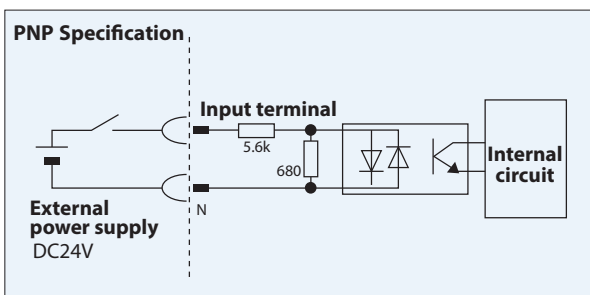 PNP Specification
Input terminal
5.6k
680
Internal
circuit
N
External
power supply
DC24V